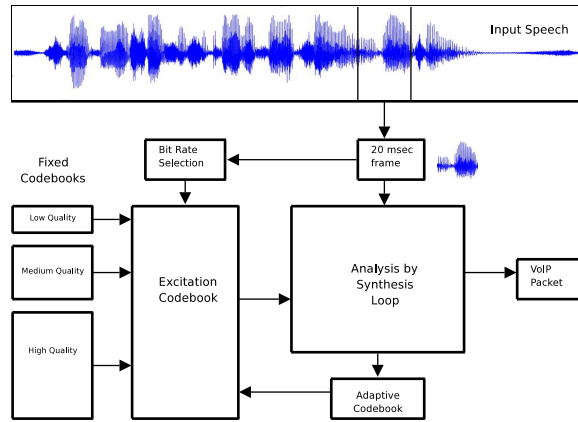 Input Speech
Bit Rate
Selection
20 msec
frame
Fixed
Codebooks
Low Quality
Medium Quality
High Quality
Excitation
Codebook
Analysis by
Synthesis
Loop
VoIP
Packet
Adaptive
Codebook